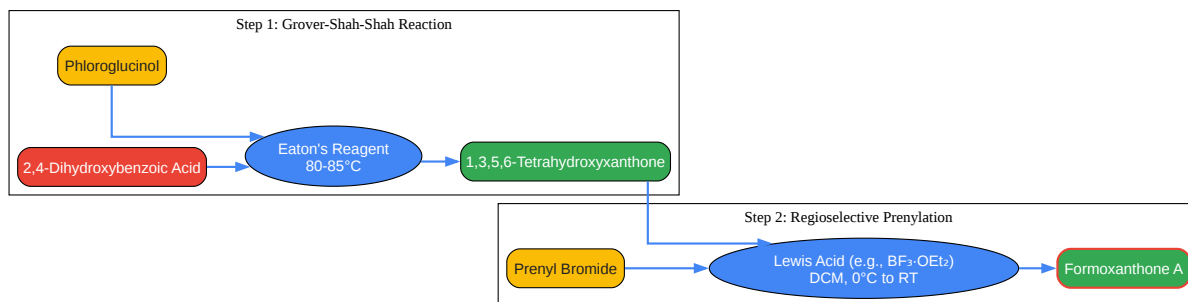 Step 1: Grover-Shah-Shah Reaction
Phloroglucinol
2,4-Dihydroxybenzoic Acid
Eaton's Reagent
80-85°C
1,3,5,6-Tetrahydroxyxanthone
Step 2: Regioselective Prenylation
Prenyl Bromide
Lewis Acid (e.g., BF₃·OEt₂)
DCM, 0°C to RT
Formoxanthone A